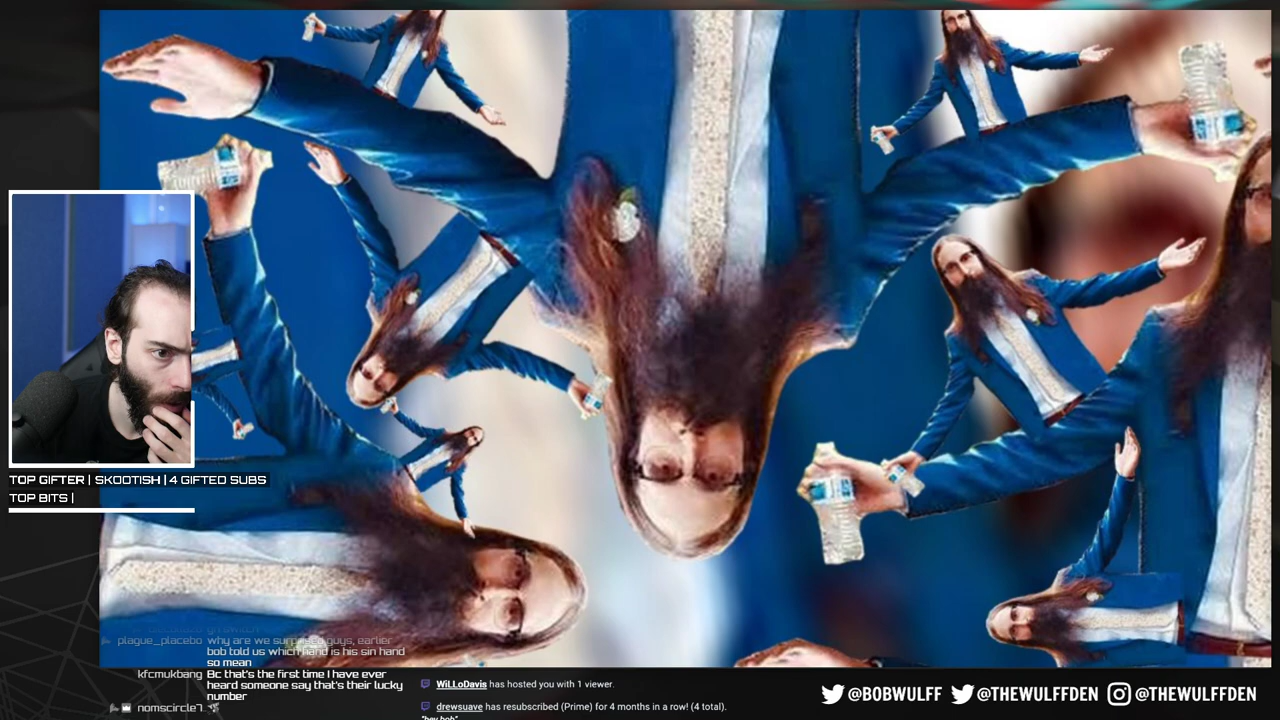 TOP GIFTER | SKOOTISH | 4 GIFTED SUBS
TOP BITS |
plague_placebo why are we surprised guys, earlier
bob told us which hand is his sin hand
so mean
kfcmukbang Bc that's the first time I have ever
heard someone say that's their lucky
number
nomscircle7
WiLLoDavis has hosted you with 1 viewer.
drewsuave has resubscribed (Prime) for 4 months in a row! (4 total).
"hey bob"
@BOBWULFF @THEWULFFDEN @THEWULFFDEN